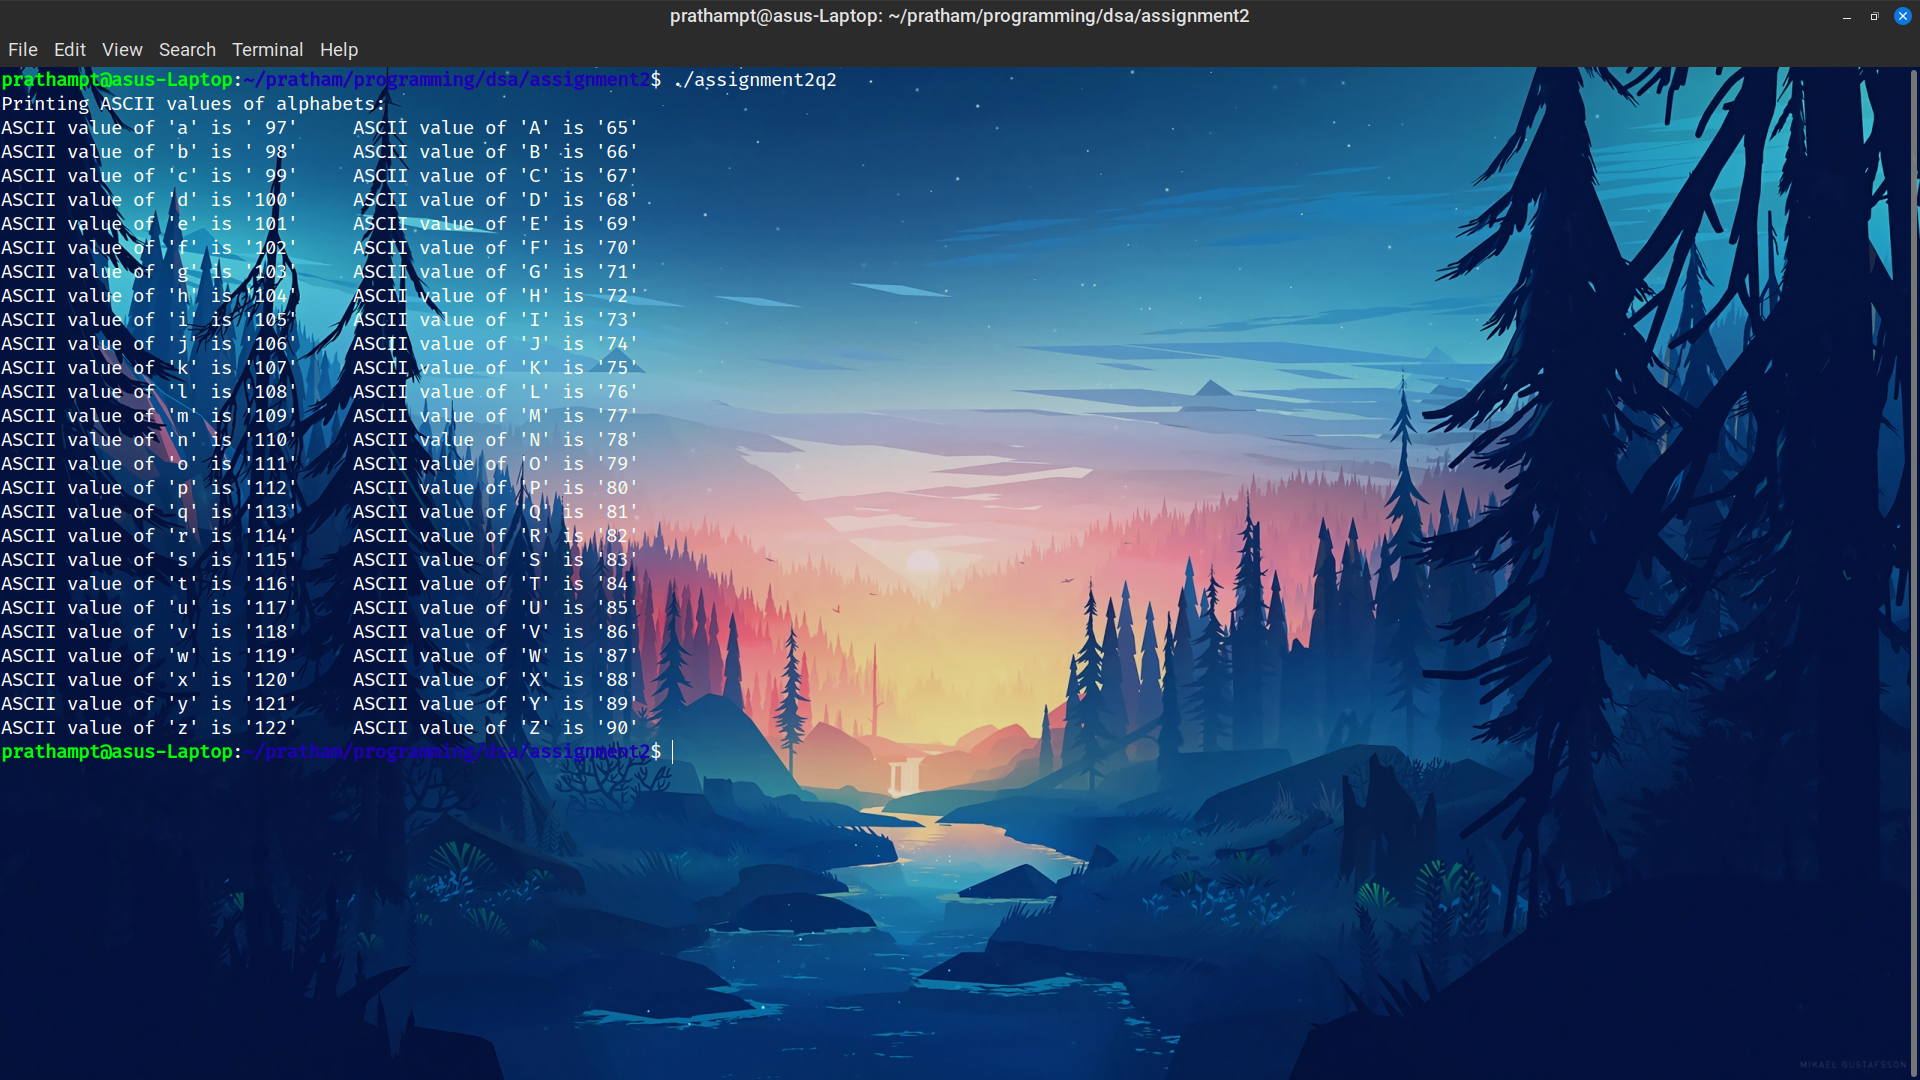 prathampt@asus-Laptop: ~/pratham/programming/dsa/assignment2
File Edit View Search Terminal Help
prathampt@asus-Laptop:~/pratham/programming/dsa/assignment2$ ./assignment2q2
Printing ASCII values of alphabets:
ASCII value of 'a' is ' 97'     ASCII value of 'A' is '65'
ASCII value of 'b' is ' 98'     ASCII value of 'B' is '66'
ASCII value of 'c' is ' 99'     ASCII value of 'C' is '67'
ASCII value of 'd' is '100'     ASCII value of 'D' is '68'
ASCII value of 'e' is '101'     ASCII value of 'E' is '69'
ASCII value of 'f' is '102'     ASCII value of 'F' is '70'
ASCII value of 'g' is '103'     ASCII value of 'G' is '71'
ASCII value of 'h' is '104'     ASCII value of 'H' is '72'
ASCII value of 'i' is '105'     ASCII value of 'I' is '73'
ASCII value of 'j' is '106'     ASCII value of 'J' is '74'
ASCII value of 'k' is '107'     ASCII value of 'K' is '75'
ASCII value of 'l' is '108'     ASCII value of 'L' is '76'
ASCII value of 'm' is '109'     ASCII value of 'M' is '77'
ASCII value of 'n' is '110'     ASCII value of 'N' is '78'
ASCII value of 'o' is '111'     ASCII value of 'O' is '79'
ASCII value of 'p' is '112'     ASCII value of 'P' is '80'
ASCII value of 'q' is '113'     ASCII value of 'Q' is '81'
ASCII value of 'r' is '114'     ASCII value of 'R' is '82'
ASCII value of 's' is '115'     ASCII value of 'S' is '83'
ASCII value of 't' is '116'     ASCII value of 'T' is '84'
ASCII value of 'u' is '117'     ASCII value of 'U' is '85'
ASCII value of 'v' is '118'     ASCII value of 'V' is '86'
ASCII value of 'w' is '119'     ASCII value of 'W' is '87'
ASCII value of 'x' is '120'     ASCII value of 'X' is '88'
ASCII value of 'y' is '121'     ASCII value of 'Y' is '89'
ASCII value of 'z' is '122'     ASCII value of 'Z' is '90'
prathampt@asus-Laptop:~/pratham/programming/dsa/assignment2$
MIKAEL GUSTAFSSON